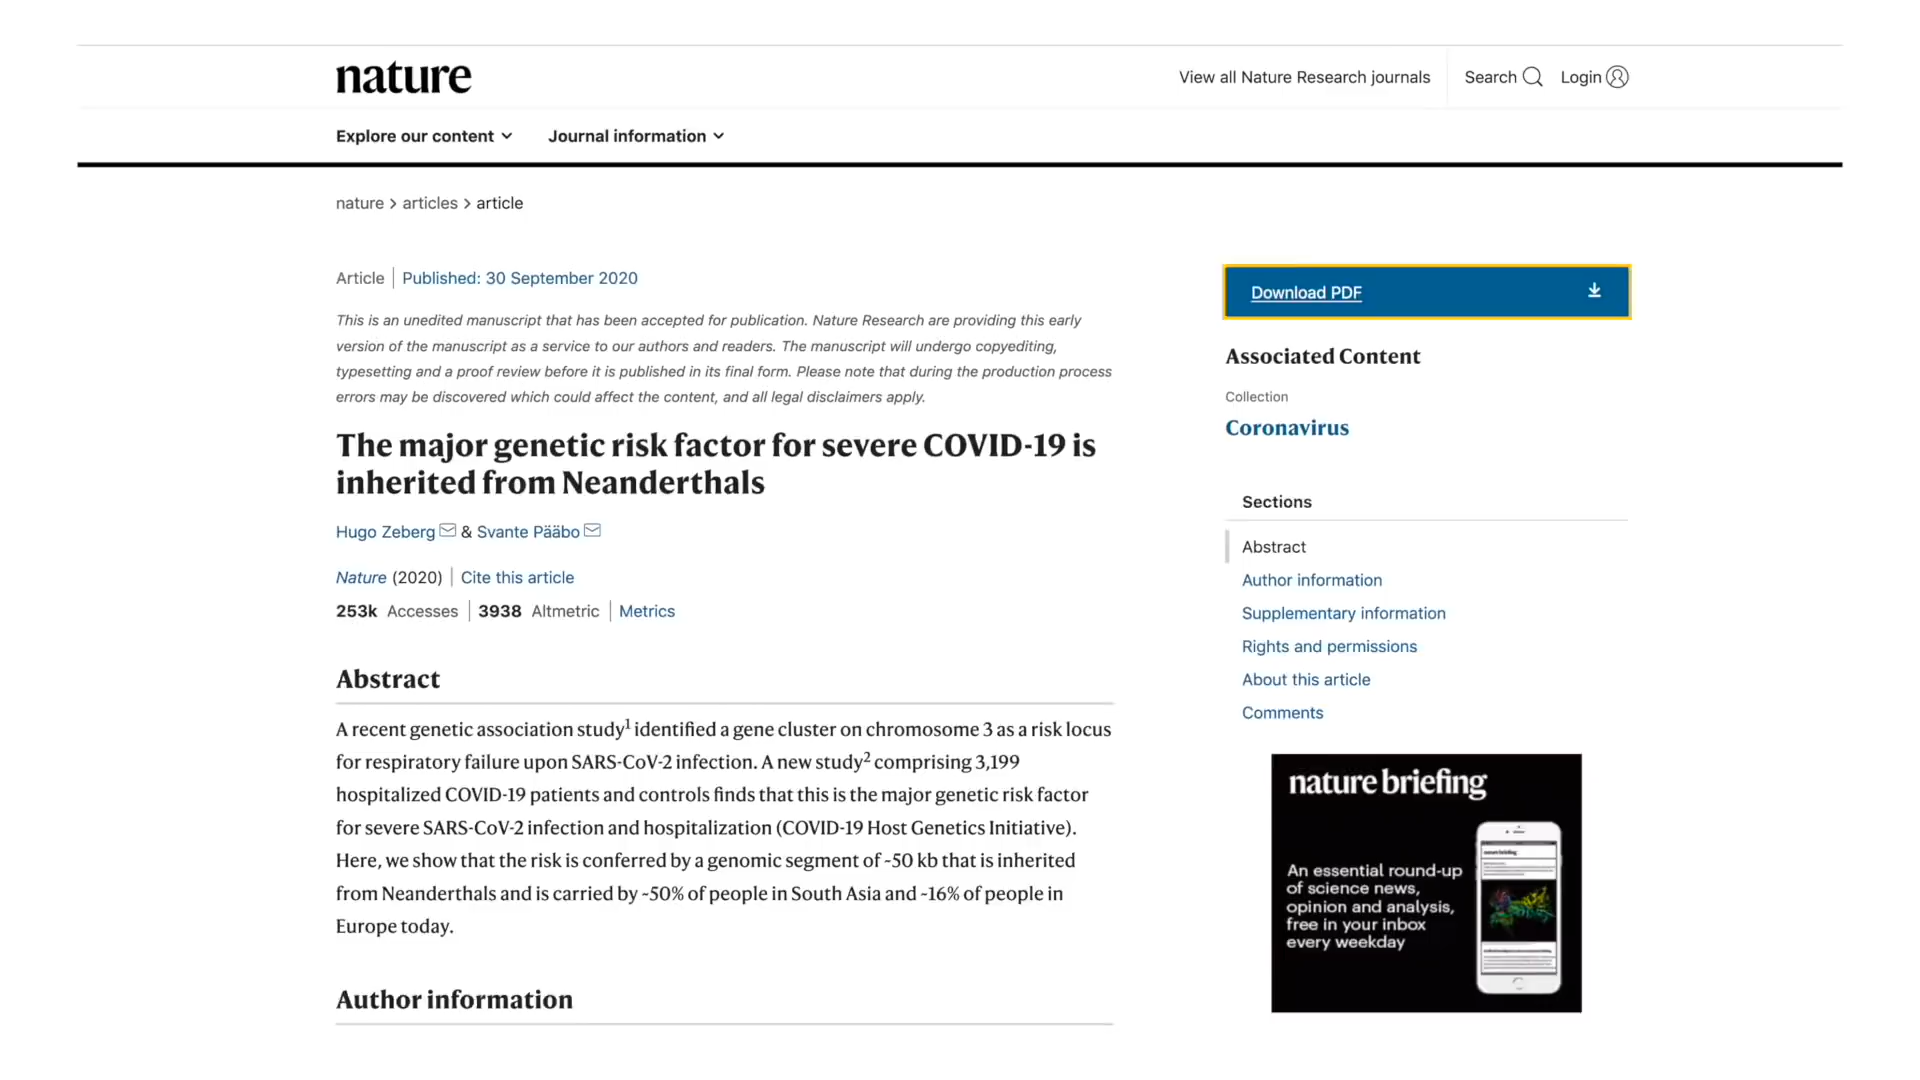 nature
View all Nature Research journals
Search
Login
Explore our content
Journal information
nature > articles > article
Article | Published: 30 September 2020
This is an unedited manuscript that has been accepted for publication. Nature Research are providing this early
version of the manuscript as a service to our authors and readers. The manuscript will undergo copyediting,
typesetting and a proof review before it is published in its final form. Please note that during the production process
errors may be discovered which could affect the content, and all legal disclaimers apply.
The major genetic risk factor for severe COVID-19 is
inherited from Neanderthals
Hugo Zeberg & Svante Pääbo
Nature (2020) | Cite this article
253k Accesses | 3938 Altmetric | Metrics
Abstract
A recent genetic association study1 identified a gene cluster on chromosome 3 as a risk locus
for respiratory failure upon SARS-CoV-2 infection. A new study2 comprising 3,199
hospitalized COVID-19 patients and controls finds that this is the major genetic risk factor
for severe SARS-CoV-2 infection and hospitalization (COVID-19 Host Genetics Initiative).
Here, we show that the risk is conferred by a genomic segment of ~50 kb that is inherited
from Neanderthals and is carried by ~50% of people in South Asia and ~16% of people in
Europe today.
Author information
Download PDF
Associated Content
Collection
Coronavirus
Sections
Abstract
Author information
Supplementary information
Rights and permissions
About this article
Comments
nature briefing
An essential round-up
of science news,
opinion and analysis,
free in your inbox
every weekday
nature briefing